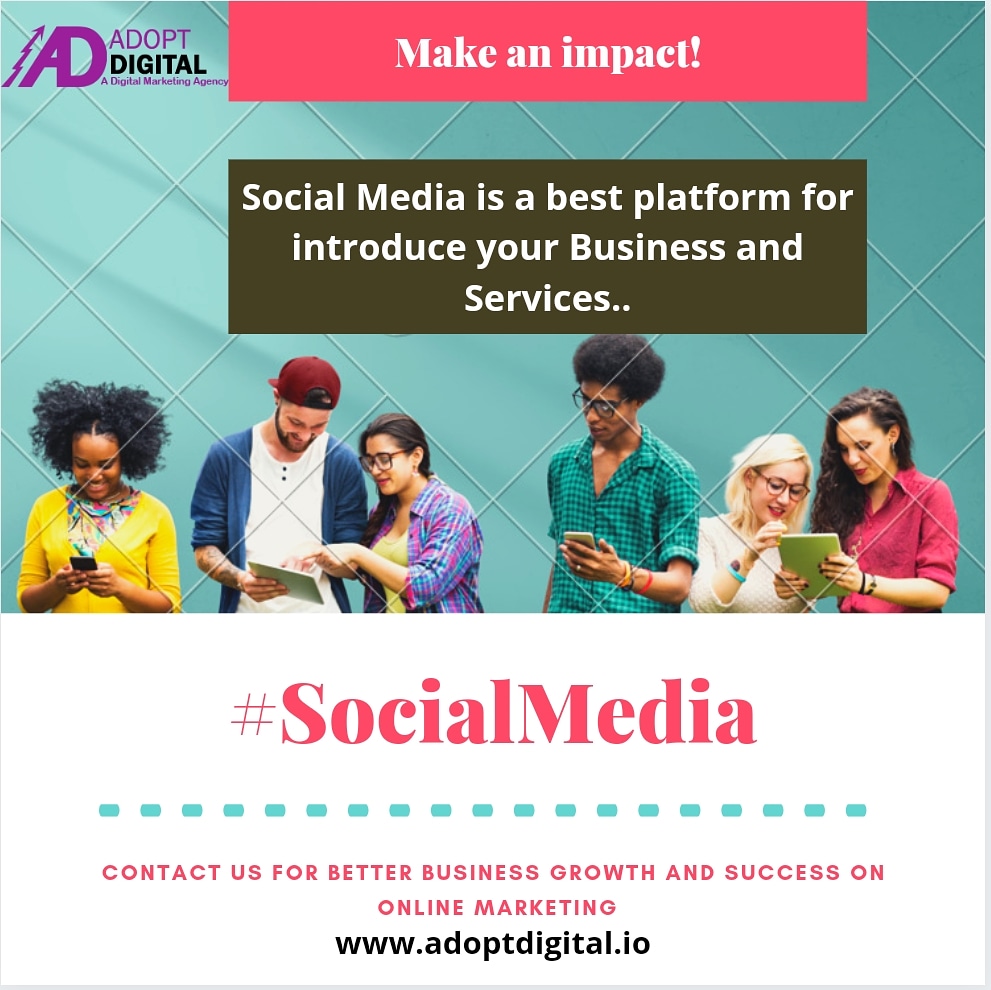 ADOPT
DIGITAL
A Digital Marketing Agency
Make an impact!
Social Media is a best platform for
introduce your Business and
Services..
#SocialMedia
CONTACT US FOR BETTER BUSINESS GROWTH AND SUCCESS ON
ONLINE MARKETING
www.adoptdigital.io